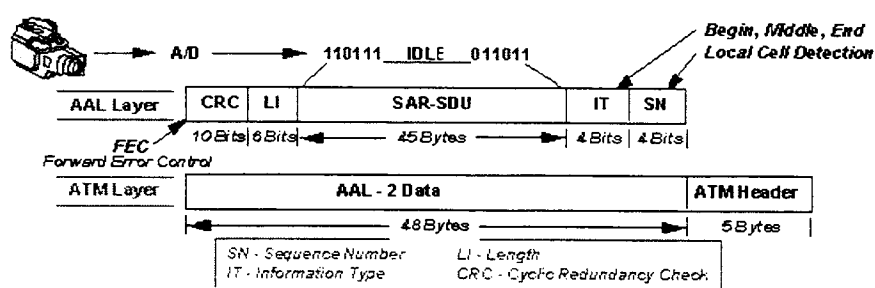 Begin, Middle, End
A/D 110111 IDLE 011011
Local Cell Detection
AAL Layer CRC LI SAR-SDU IT SN
10 Bits 6 Bits 45 Bytes 4 Bits 4 Bits
FEC
Forward Error Control
ATM Layer AAL - 2 Data ATM Header
48 Bytes 5 Bytes
SN - Sequence Number LI - Length
IT - Information Type CRC - Cyclic Redundancy Check